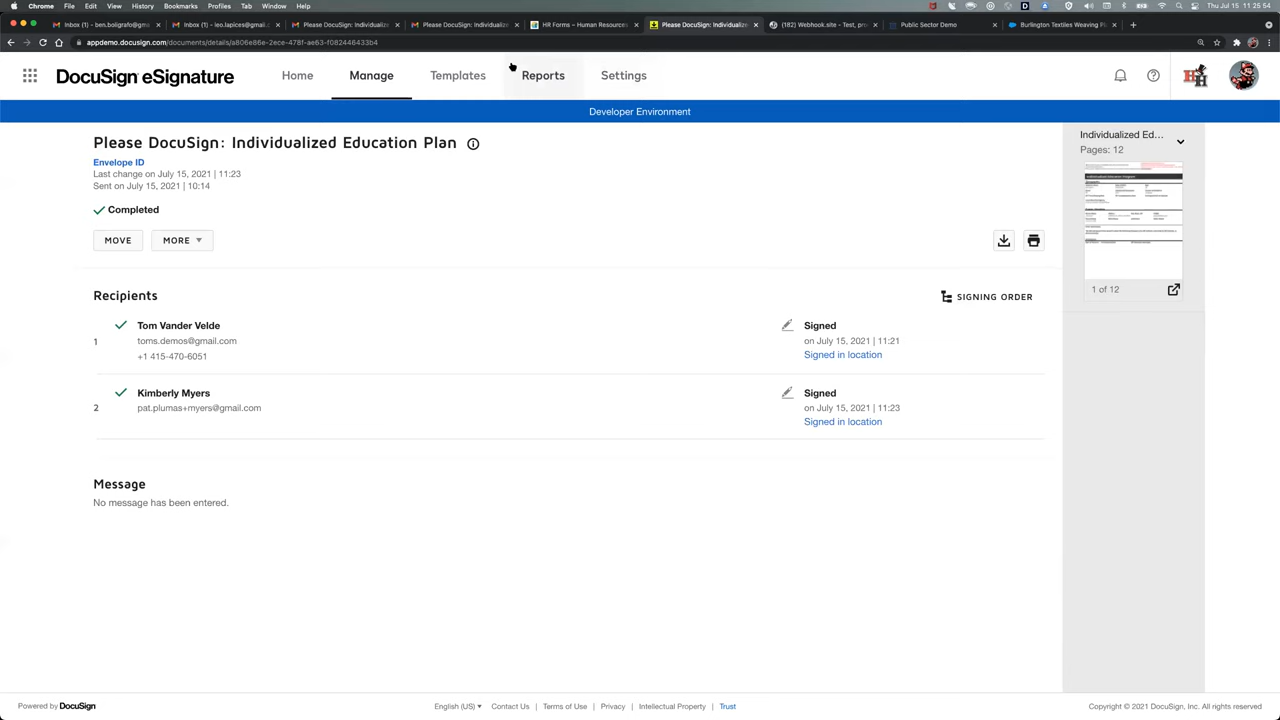 Chrome File Edit View History Bookmarks Profiles Tab Window Help Thu Jul 15 11:25:54
Inbox (1) – ben.boligrafo@gm
Inbox (1) - leo.lapices@gmail.c
Please DocuSign: Individualize
Please DocuSign: Individualize
HR Forms – Human Resources
Please DocuSign: Individualiz
(182) Webhook.site - Test, pro
Public Sector Demo
Burlington Textiles Weaving Pl
appdemo.docusign.com/documents/details/a806e86e-2ece-478f-ae63-f082446433b4
DocuSign eSignature
Home
Manage
Templates
Reports
Settings
Developer Environment
Please DocuSign: Individualized Education Plan
Envelope ID
Last change on July 15, 2021 | 11:23
Sent on July 15, 2021 | 10:14
Completed
MOVE
MORE
Individualized Ed...
Pages: 12
1 of 12
Recipients
SIGNING ORDER
1
Tom Vander Velde
toms.demos@gmail.com
+1 415-470-6051
Signed
on July 15, 2021 | 11:21
Signed in location
2
Kimberly Myers
pat.plumas+myers@gmail.com
Signed
on July 15, 2021 | 11:23
Signed in location
Message
No message has been entered.
Powered by DocuSign
English (US) Contact Us | Terms of Use | Privacy | Intellectual Property | Trust
Copyright © 2021 DocuSign, Inc. All rights reserved